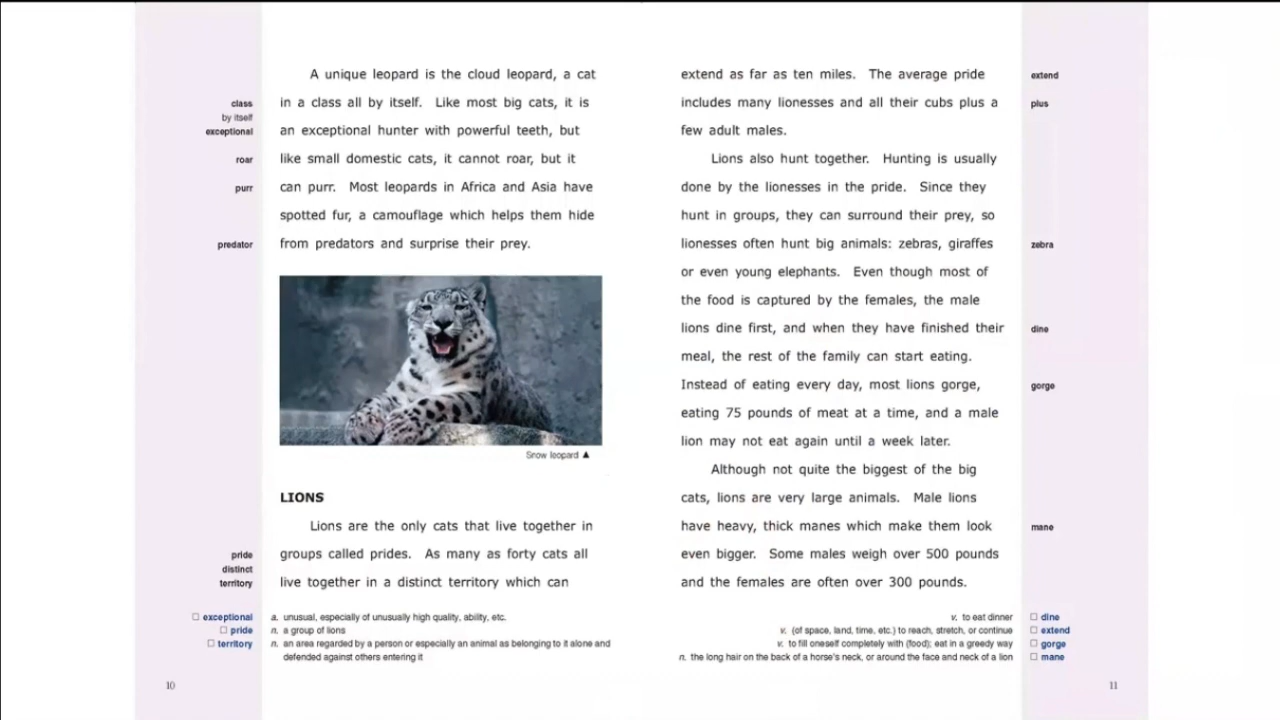 A unique leopard is the cloud leopard, a cat
in a class all by itself. Like most big cats, it is
an exceptional hunter with powerful teeth, but
like small domestic cats, it cannot roar, but it
can purr. Most leopards in Africa and Asia have
spotted fur, a camouflage which helps them hide
from predators and surprise their prey.
class
by itself
exceptional
roar
purr
predator
Snow leopard ▲
LIONS
Lions are the only cats that live together in
groups called prides. As many as forty cats all
live together in a distinct territory which can
pride
distinct
territory
☐ exceptional a. unusual, especially of unusually high quality, ability, etc.
☐ pride n. a group of lions
☐ territory n. an area regarded by a person or especially an animal as belonging to it alone and
defended against others entering it
10
extend as far as ten miles. The average pride
includes many lionesses and all their cubs plus a
few adult males.
Lions also hunt together. Hunting is usually
done by the lionesses in the pride. Since they
hunt in groups, they can surround their prey, so
lionesses often hunt big animals: zebras, giraffes
or even young elephants. Even though most of
the food is captured by the females, the male
lions dine first, and when they have finished their
meal, the rest of the family can start eating.
Instead of eating every day, most lions gorge,
eating 75 pounds of meat at a time, and a male
lion may not eat again until a week later.
Although not quite the biggest of the big
cats, lions are very large animals. Male lions
have heavy, thick manes which make them look
even bigger. Some males weigh over 500 pounds
and the females are often over 300 pounds.
extend
plus
zebra
dine
gorge
mane
v. to eat dinner ☐ dine
v. (of space, land, time, etc.) to reach, stretch, or continue ☐ extend
v. to fill oneself completely with (food); eat in a greedy way ☐ gorge
n. the long hair on the back of a horse's neck, or around the face and neck of a lion ☐ mane
11